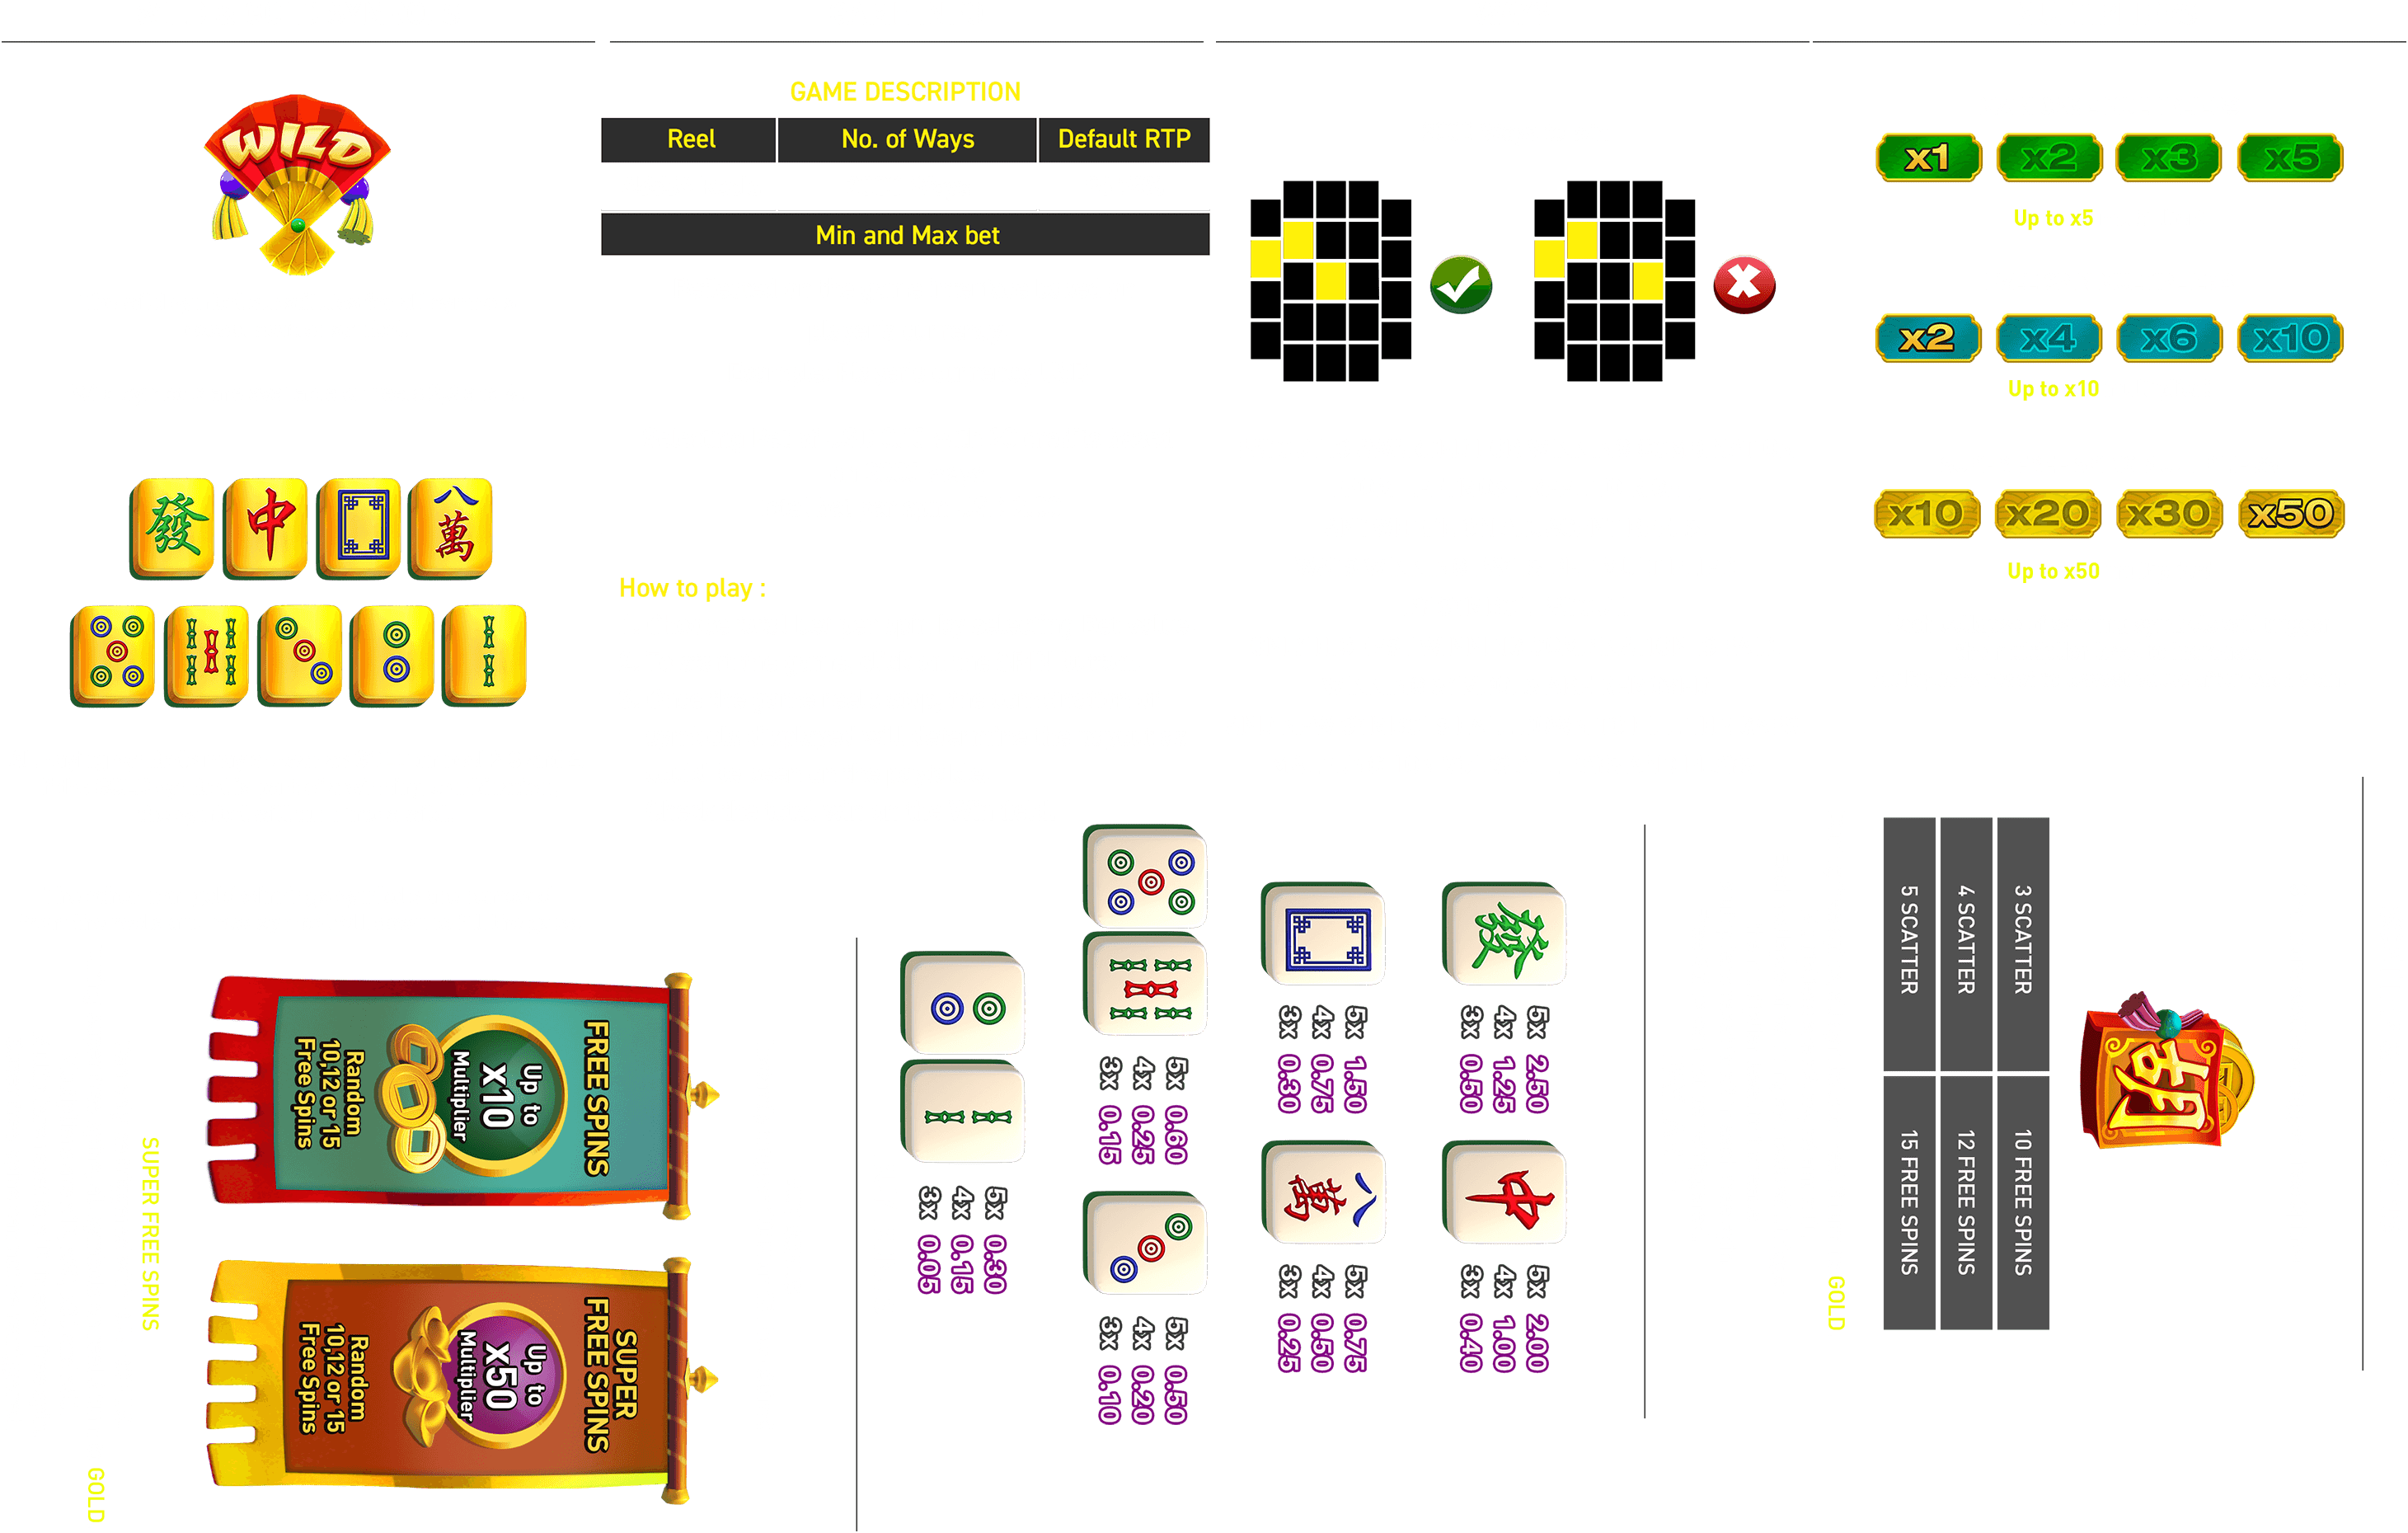 WILD
GAME DESCRIPTION
Reel
No. of Ways
Default RTP
Min and Max bet
x1
x2
x3
x5
Up to x5
x2
x4
x6
x10
Up to x10
x10
x20
x30
x50
Up to x50
發
中
八
萬
How to play :
FREE SPINS
Up to
X10
Multiplier
Random
10,12 or 15
Free Spins
SUPER FREE SPINS
SUPER
FREE SPINS
Up to
X50
Multiplier
Random
10,12 or 15
Free Spins
GOLD
發
5x 2.50
4x 1.25
3x 0.50
中
5x 2.00
4x 1.00
3x 0.40
5x 1.50
4x 0.75
3x 0.30
八
萬
5x 0.75
4x 0.50
3x 0.25
5x 0.60
4x 0.25
3x 0.15
5x 0.50
4x 0.20
3x 0.10
5x 0.30
4x 0.15
3x 0.05
3 SCATTER 10 FREE SPINS
4 SCATTER 12 FREE SPINS
5 SCATTER 15 FREE SPINS
GOLD